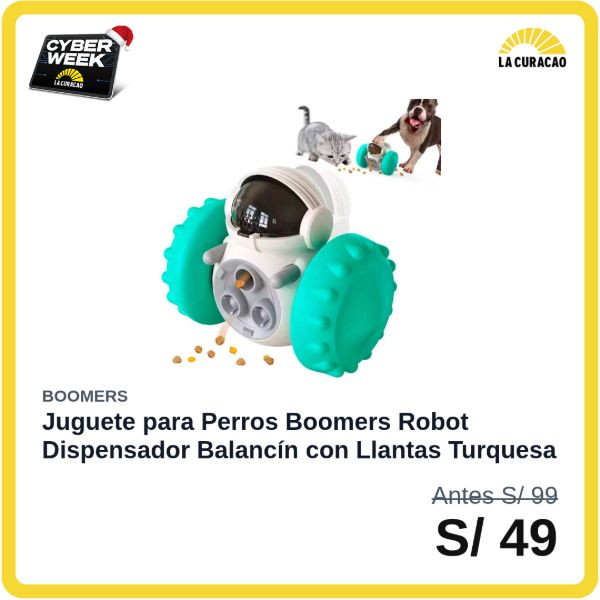 CYBER
WEEK
LA CURACAO
LA CURACAO
BOOMERS
Juguete para Perros Boomers Robot
Dispensador Balancín con Llantas Turquesa
Antes S/ 99
S/ 49